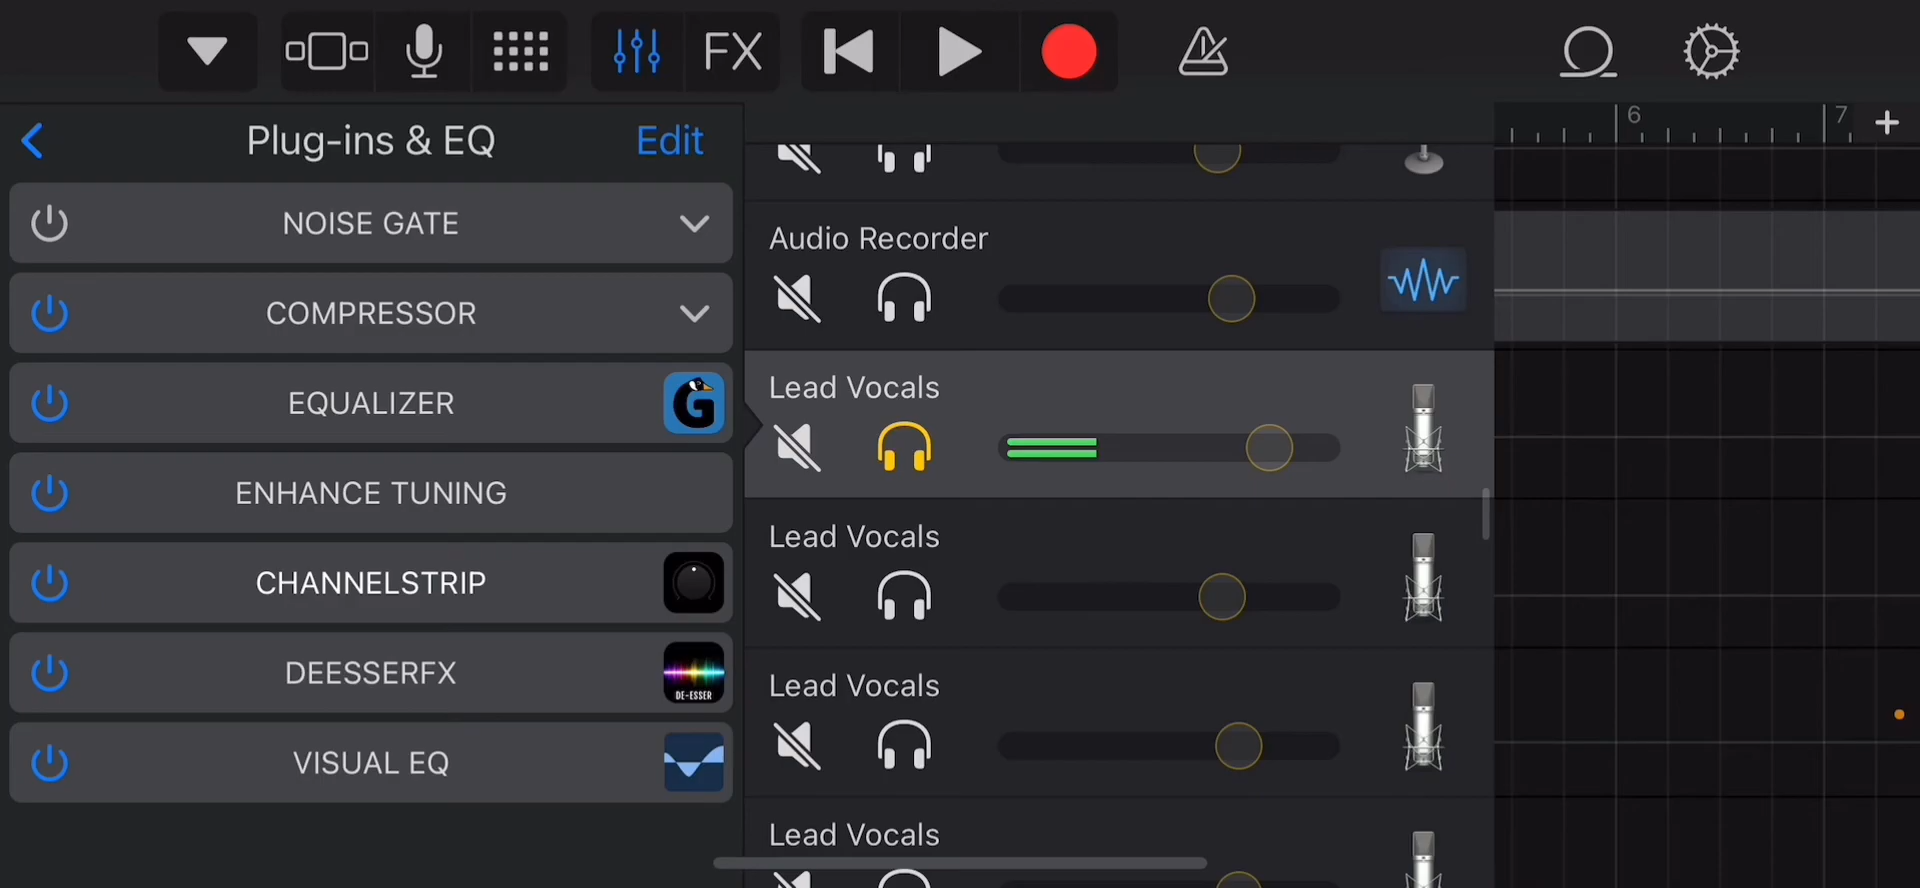 FX
Plug-ins & EQ
Edit
6
7
NOISE GATE
Audio Recorder
COMPRESSOR
Lead Vocals
EQUALIZER
G
ENHANCE TUNING
Lead Vocals
CHANNELSTRIP
DEESSERFX
DE-ESSER
Lead Vocals
VISUAL EQ
Lead Vocals